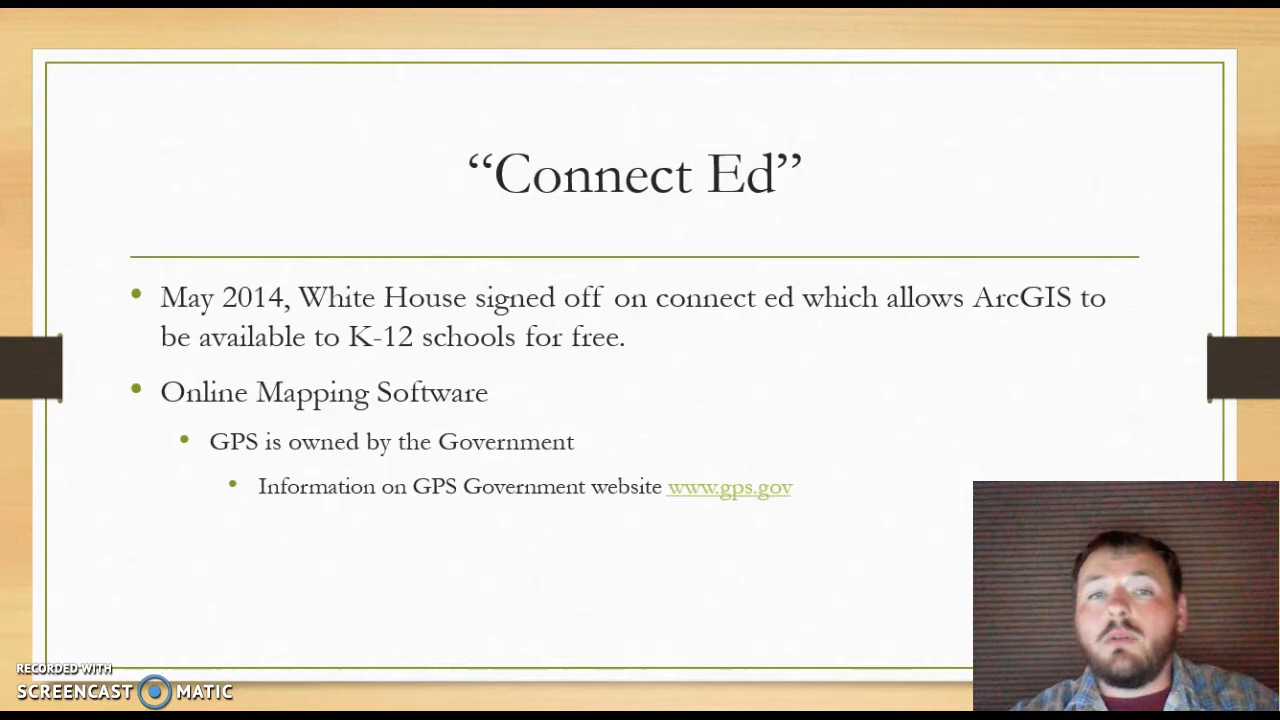 “Connect Ed”
• May 2014, White House signed off on connect ed which allows ArcGIS to
be available to K-12 schools for free.
• Online Mapping Software
• GPS is owned by the Government
• Information on GPS Government website www.gps.gov
RECORDED WITH
SCREENCAST MATIC